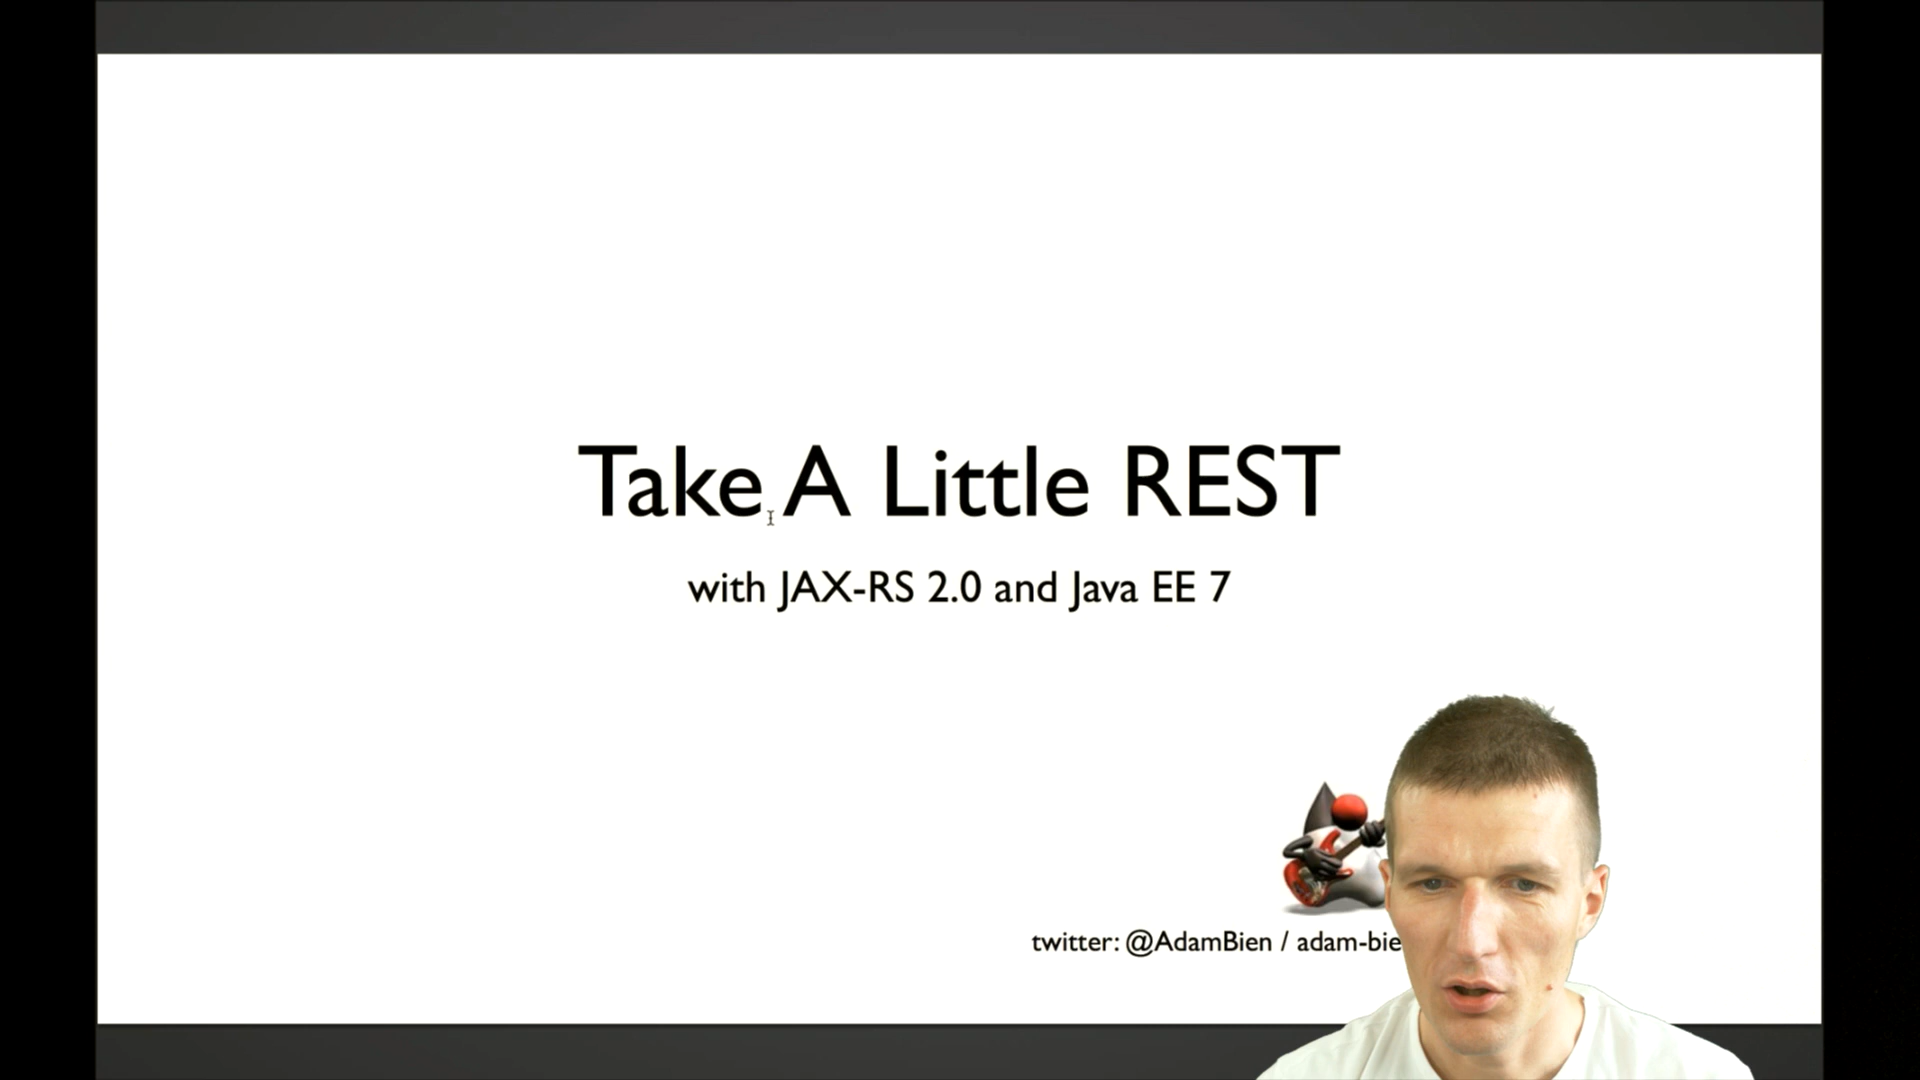 Take A Little REST
with JAX-RS 2.0 and Java EE 7
twitter: @AdamBien / adam-bie